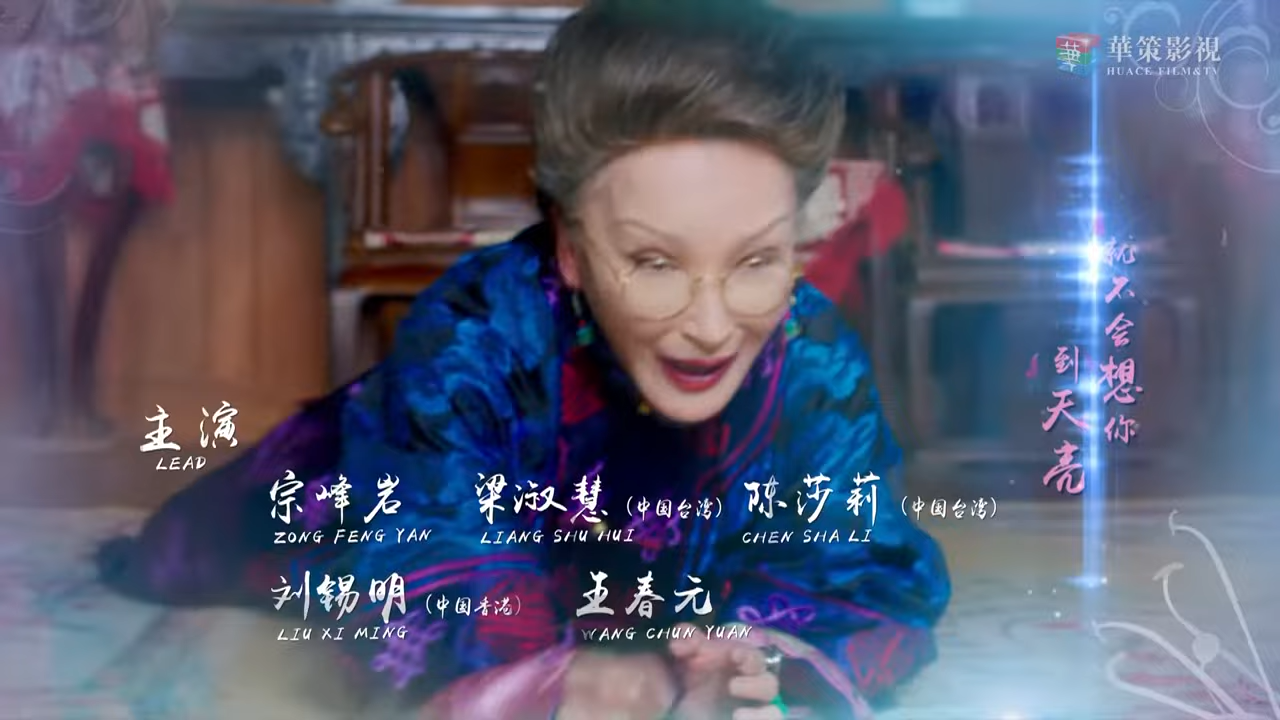 華策影視
HUACE FILM&TV
就不会想你
到天亮
主演
LEAD
宗峰岩 梁淑慧（中国台湾） 陈莎莉（中国台湾）
ZONG FENG YAN LIANG SHU HUI CHEN SHA LI
刘锡明（中国香港） 王春元
LIU XI MING WANG CHUN YUAN